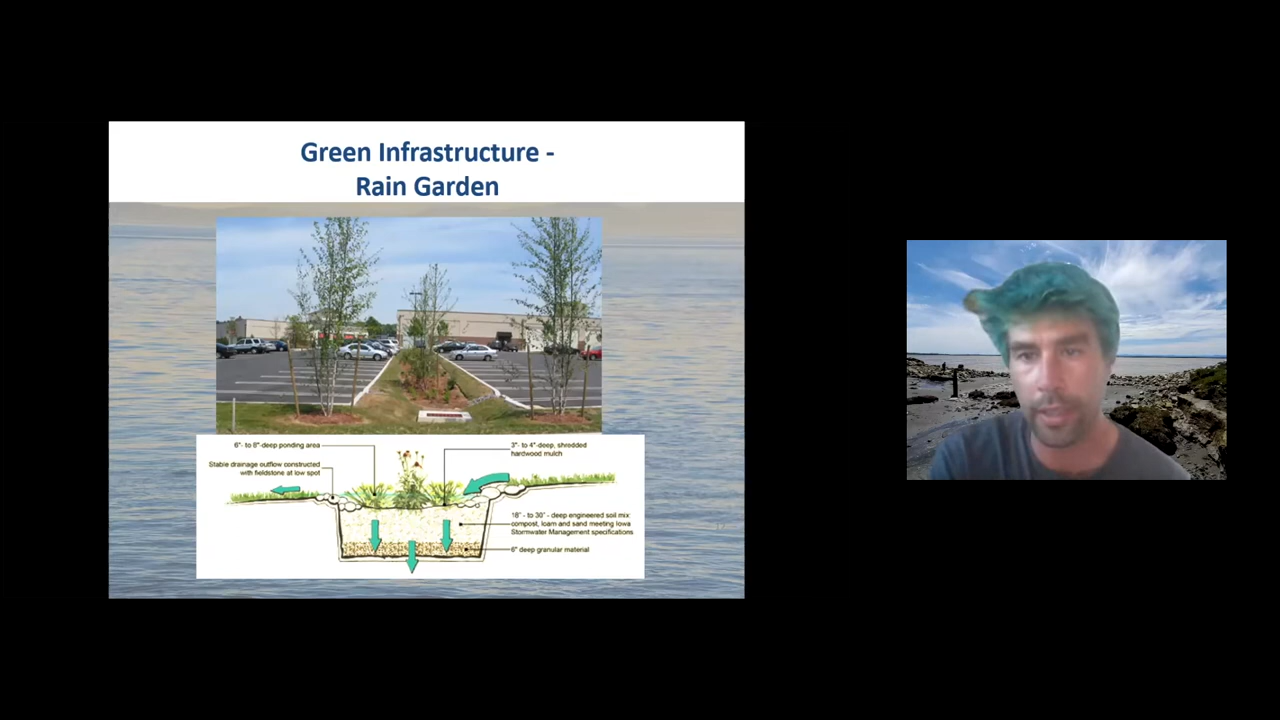 Green Infrastructure -
Rain Garden
6"- to 8"-deep ponding area
Stable drainage outflow constructed
with fieldstone at low spot
3"- to 4"-deep, shredded
hardwood mulch
18" - to 30" - deep engineered soil mix:
compost, loam and sand meeting Iowa
Stormwater Management specifications
6" deep granular material